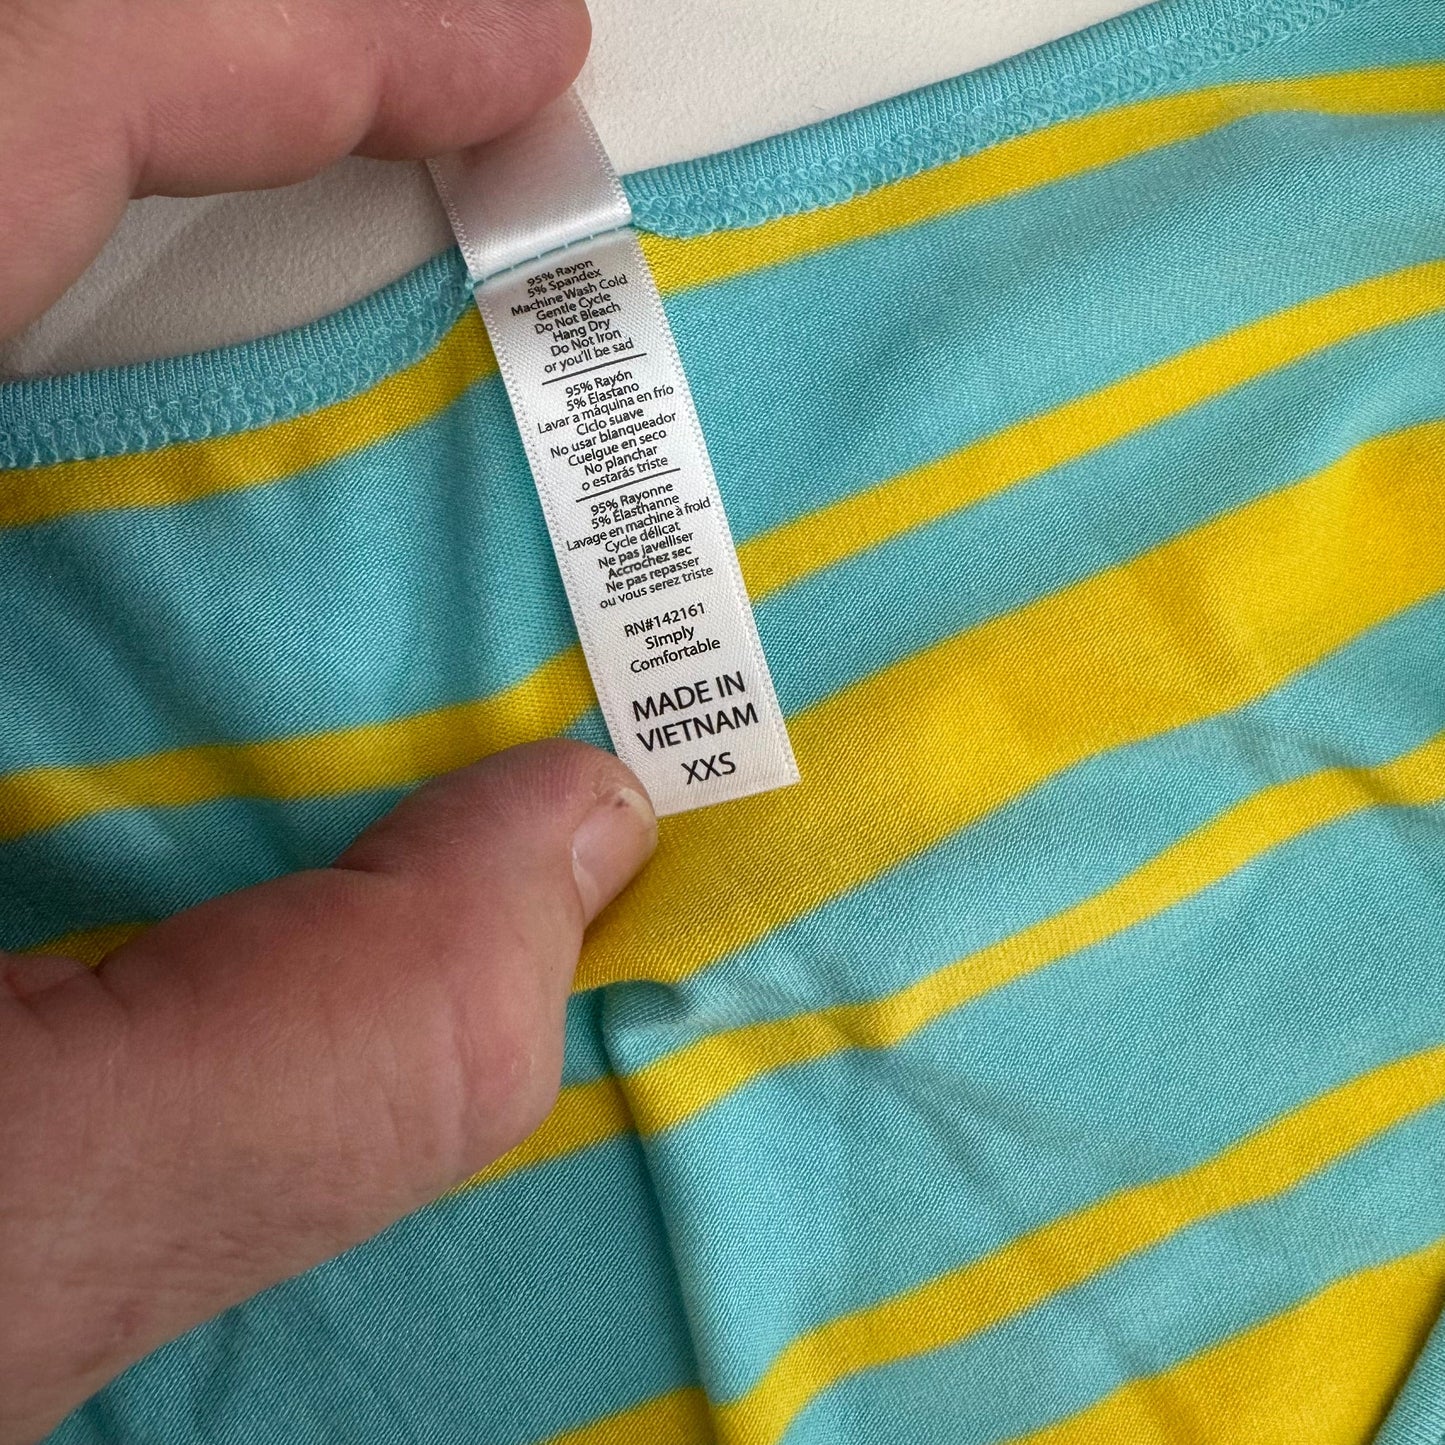 95% Rayon
5% Spandex
Machine Wash Cold
Gentle Cycle
Do Not Bleach
Hang Dry
Do Not Iron
or you'll be sad
95% Rayón
5% Elastano
Lavar a máquina en frío
Ciclo suave
No usar blanqueador
Cuelgue en seco
No planchar
o estarás triste
95% Rayonne
5% Élasthanne
Lavage en machine à froid
Cycle délicat
Ne pas javelliser
Accrochez sec
Ne pas repasser
ou vous serez triste
RN#142161
Simply
Comfortable
MADE IN
VIETNAM
XXS